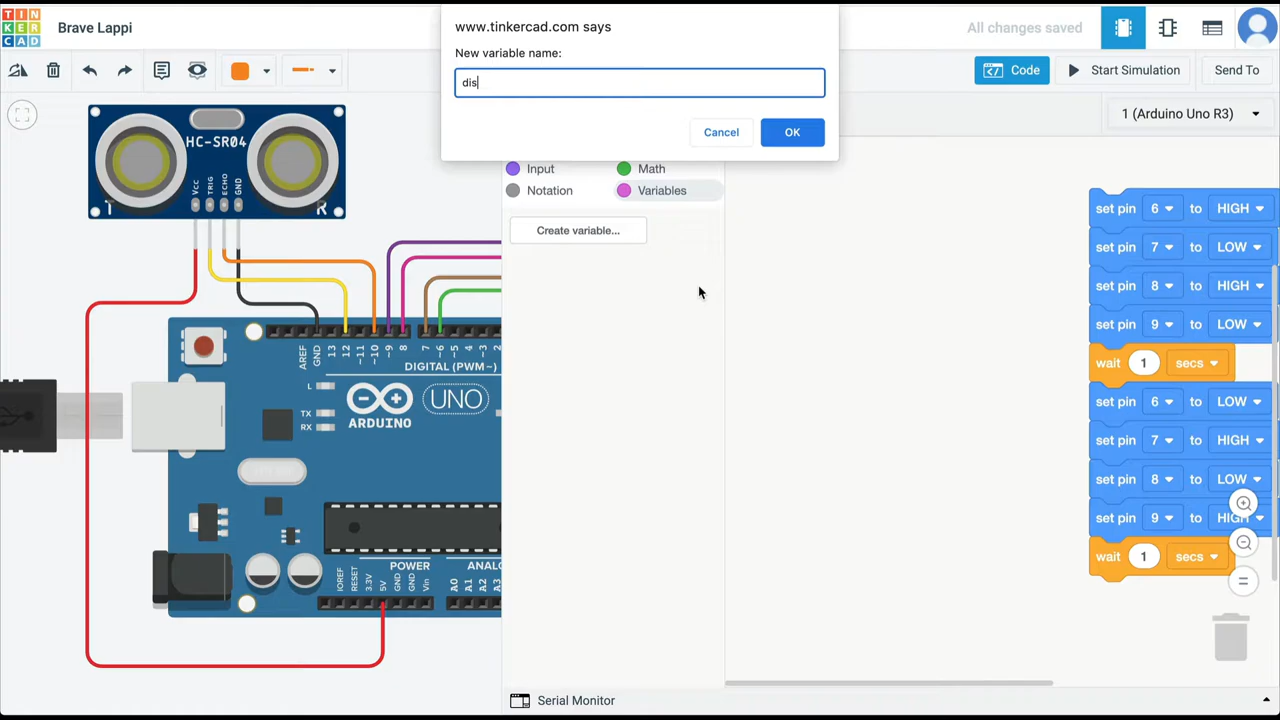 TIN
KER
CAD
Brave Lappi
www.tinkercad.com says
New variable name:
dis
Cancel
OK
All changes saved
Code
Start Simulation
Send To
1 (Arduino Uno R3)
Input
Math
Notation
Variables
Create variable...
HC-SR04
VCC
TRIG
ECHO
GND
T
R
AREF
GND
13
12
~11
~10
~9
8
7
~6
~5
4
~3
2
DIGITAL (PWM~)
L
TX
RX
UNO
ARDUINO
POWER
ANALO
IOREF
RESET
3.3V
5V
GND
GND
Vin
A0
A1
A2
A3
set pin 6 to HIGH
set pin 7 to LOW
set pin 8 to HIGH
set pin 9 to LOW
wait 1 secs
set pin 6 to LOW
set pin 7 to HIGH
set pin 8 to LOW
set pin 9 to HIGH
wait 1 secs
Serial Monitor